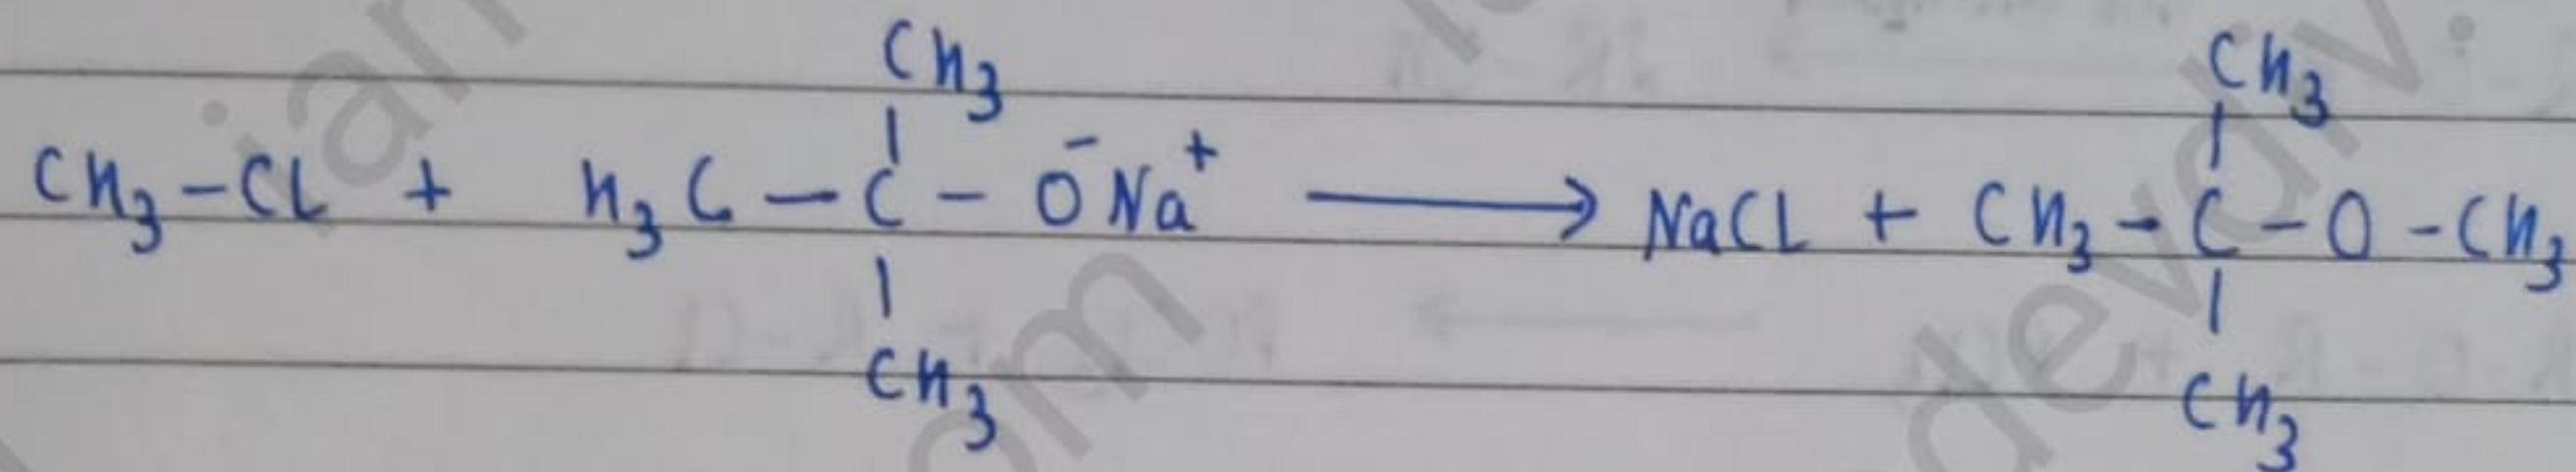 CH3 CH3
| |
CH3-Cl + H3C-C-O⁻Na⁺ ⟶ NaCl + CH3-C-O-CH3
| |
CH3 CH3